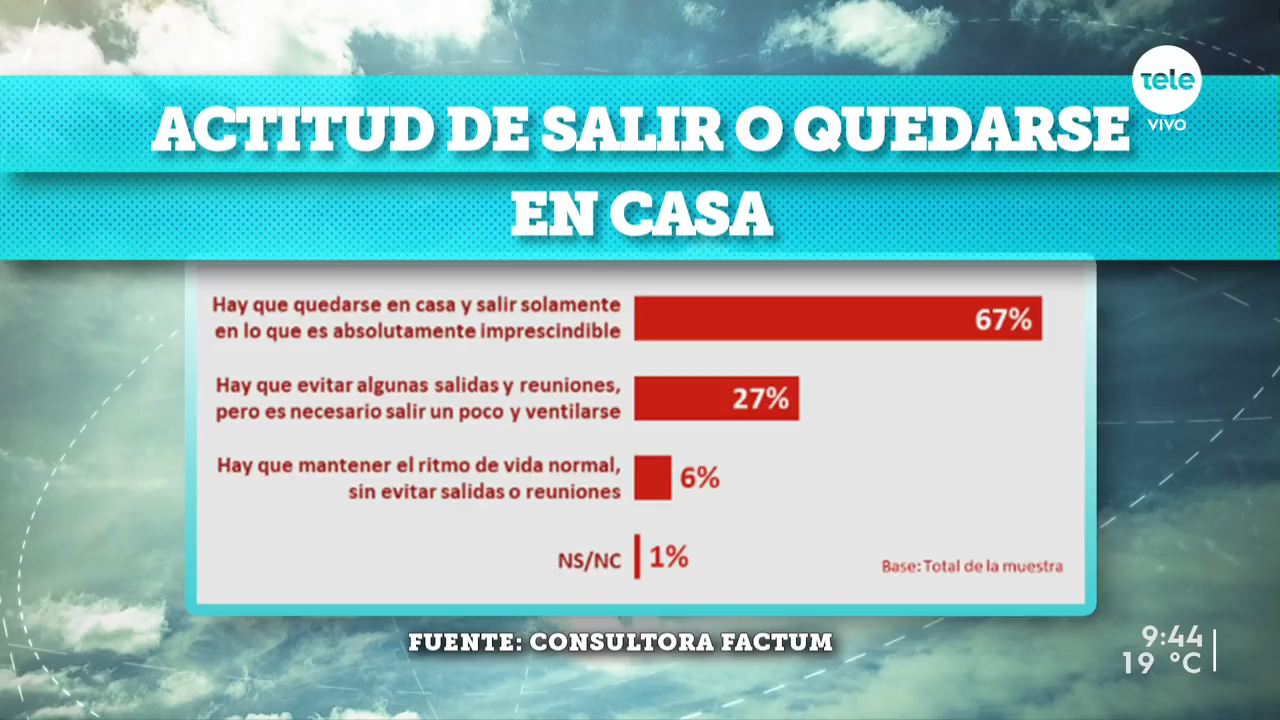 tele
VIVO
ACTITUD DE SALIR O QUEDARSE
EN CASA
Hay que quedarse en casa y salir solamente
en lo que es absolutamente imprescindible
67%
Hay que evitar algunas salidas y reuniones,
pero es necesario salir un poco y ventilarse
27%
Hay que mantener el ritmo de vida normal,
sin evitar salidas o reuniones
6%
NS/NC
1%
Base: Total de la muestra
FUENTE: CONSULTORA FACTUM
9:44
19 °C